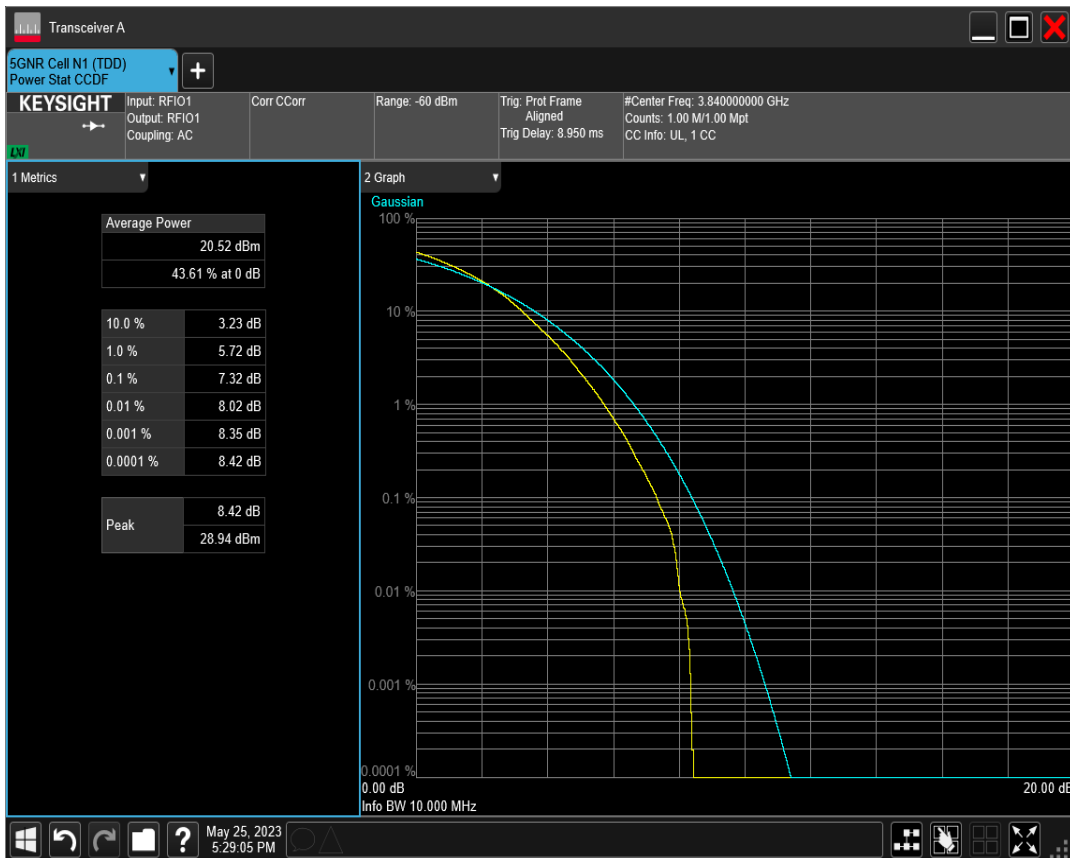 Transceiver A
5GNR Cell N1 (TDD)
Power Stat CCDF
KEYSIGHT
LXI
Input: RFIO1
Output: RFIO1
Coupling: AC
Corr CCorr
Range: -60 dBm
Trig: Prot Frame
Aligned
Trig Delay: 8.950 ms
#Center Freq: 3.840000000 GHz
Counts: 1.00 M/1.00 Mpt
CC Info: UL, 1 CC
1 Metrics
Average Power
20.52 dBm
43.61 % at 0 dB
10.0 % 3.23 dB
1.0 % 5.72 dB
0.1 % 7.32 dB
0.01 % 8.02 dB
0.001 % 8.35 dB
0.0001 % 8.42 dB
Peak
8.42 dB
28.94 dBm
2 Graph
Gaussian
100 %
10 %
1 %
0.1 %
0.01 %
0.001 %
0.0001 %
0.00 dB 20.00 dB
Info BW 10.000 MHz
?
May 25, 2023
5:29:05 PM